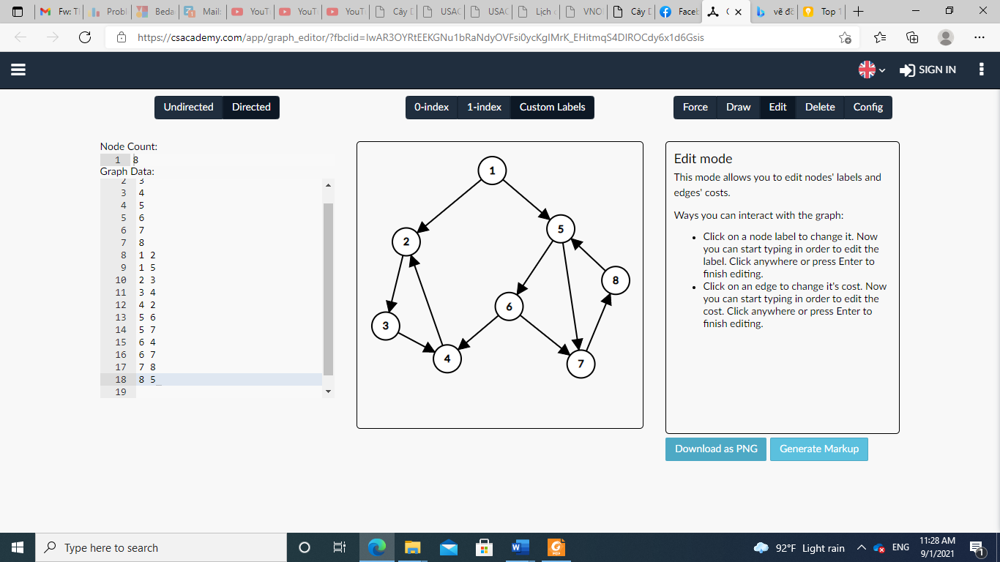 Fw: T
Probl
Beda
Mail:
YouT
YouT
YouT
Cây D
USAC
USAC
Lịch
VNO
Cây D
Facel
vẽ đồ
Top 1
https://csacademy.com/app/graph_editor/?fbclid=IwAR3OYRtEEKGNu1bRaNdyOVFsi0ycKgIMrK_EHitmqS4DIROCdy6x1d6Gsis
SIGN IN
Undirected Directed
0-index 1-index Custom Labels
Force Draw Edit Delete Config
Node Count:
1 8
Graph Data:
2 3
3 4
4 5
5 6
6 7
7 8
8 1 2
9 1 5
10 2 3
11 3 4
12 4 2
13 5 6
14 5 7
15 6 4
16 6 7
17 7 8
18 8 5
19
1
5
2
8
6
3
4
7
Edit mode
This mode allows you to edit nodes' labels and
edges' costs.
Ways you can interact with the graph:
• Click on a node label to change it. Now
you can start typing in order to edit the
label. Click anywhere or press Enter to
finish editing.
• Click on an edge to change it's cost. Now
you can start typing in order to edit the
cost. Click anywhere or press Enter to
finish editing.
Download as PNG
Generate Markup
Type here to search
92°F Light rain
ENG
11:28 AM
9/1/2021
1